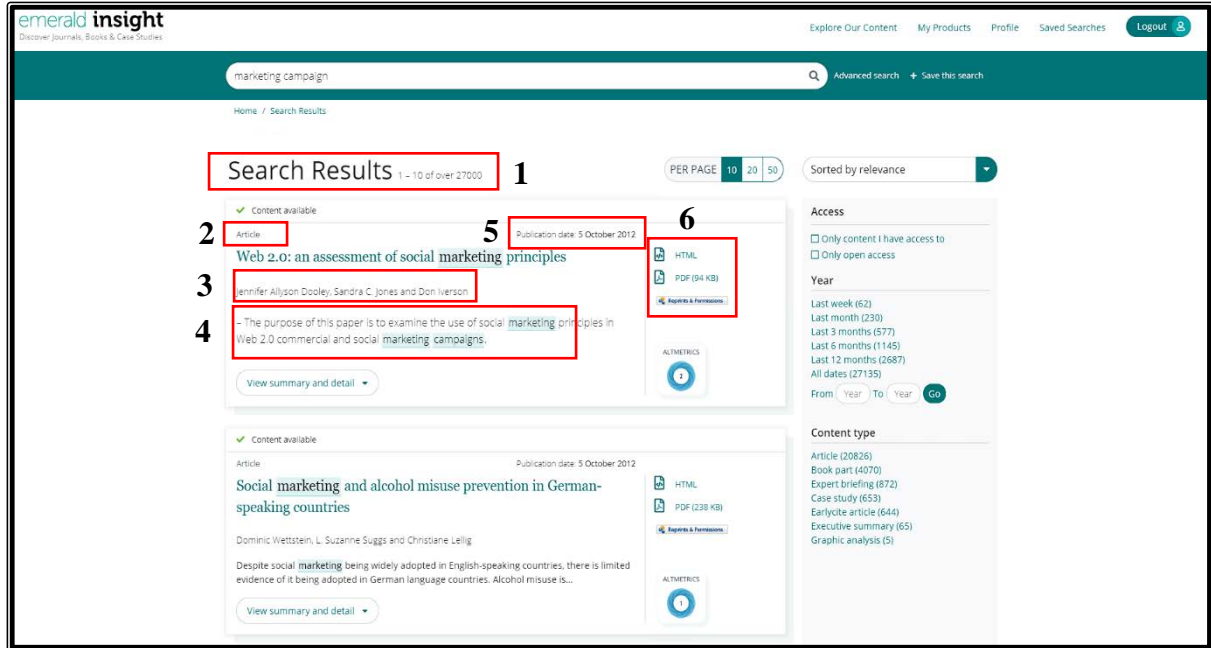 emerald insight
Discover Journals, Books & Case Studies
Explore Our Content My Products Profile Saved Searches Logout
marketing campaign
Advanced search + Save this search
Home / Search Results
Search Results 1 – 10 of over 27000
1
PER PAGE 10 20 50
Sorted by relevance
Content available
2
Article
5
Publication date: 5 October 2012
6
Web 2.0: an assessment of social marketing principles
HTML
PDF (94 KB)
Reprints & Permissions
3
Jennifer Allyson Dooley, Sandra C. Jones and Don Iverson
4
– The purpose of this paper is to examine the use of social marketing principles in
Web 2.0 commercial and social marketing campaigns.
ALTMETRICS
2
View summary and detail
Content available
Article
Publication date: 5 October 2012
Social marketing and alcohol misuse prevention in German-
speaking countries
HTML
PDF (238 KB)
Reprints & Permissions
Dominic Wettstein, L. Suzanne Suggs and Christiane Lellig
Despite social marketing being widely adopted in English-speaking countries, there is limited
evidence of it being adopted in German language countries. Alcohol misuse is...
ALTMETRICS
1
View summary and detail
Access
Only content I have access to
Only open access
Year
Last week (62)
Last month (230)
Last 3 months (577)
Last 6 months (1145)
Last 12 months (2687)
All dates (27135)
From Year To Year Go
Content type
Article (20826)
Book part (4070)
Expert briefing (872)
Case study (653)
Earlycite article (644)
Executive summary (65)
Graphic analysis (5)